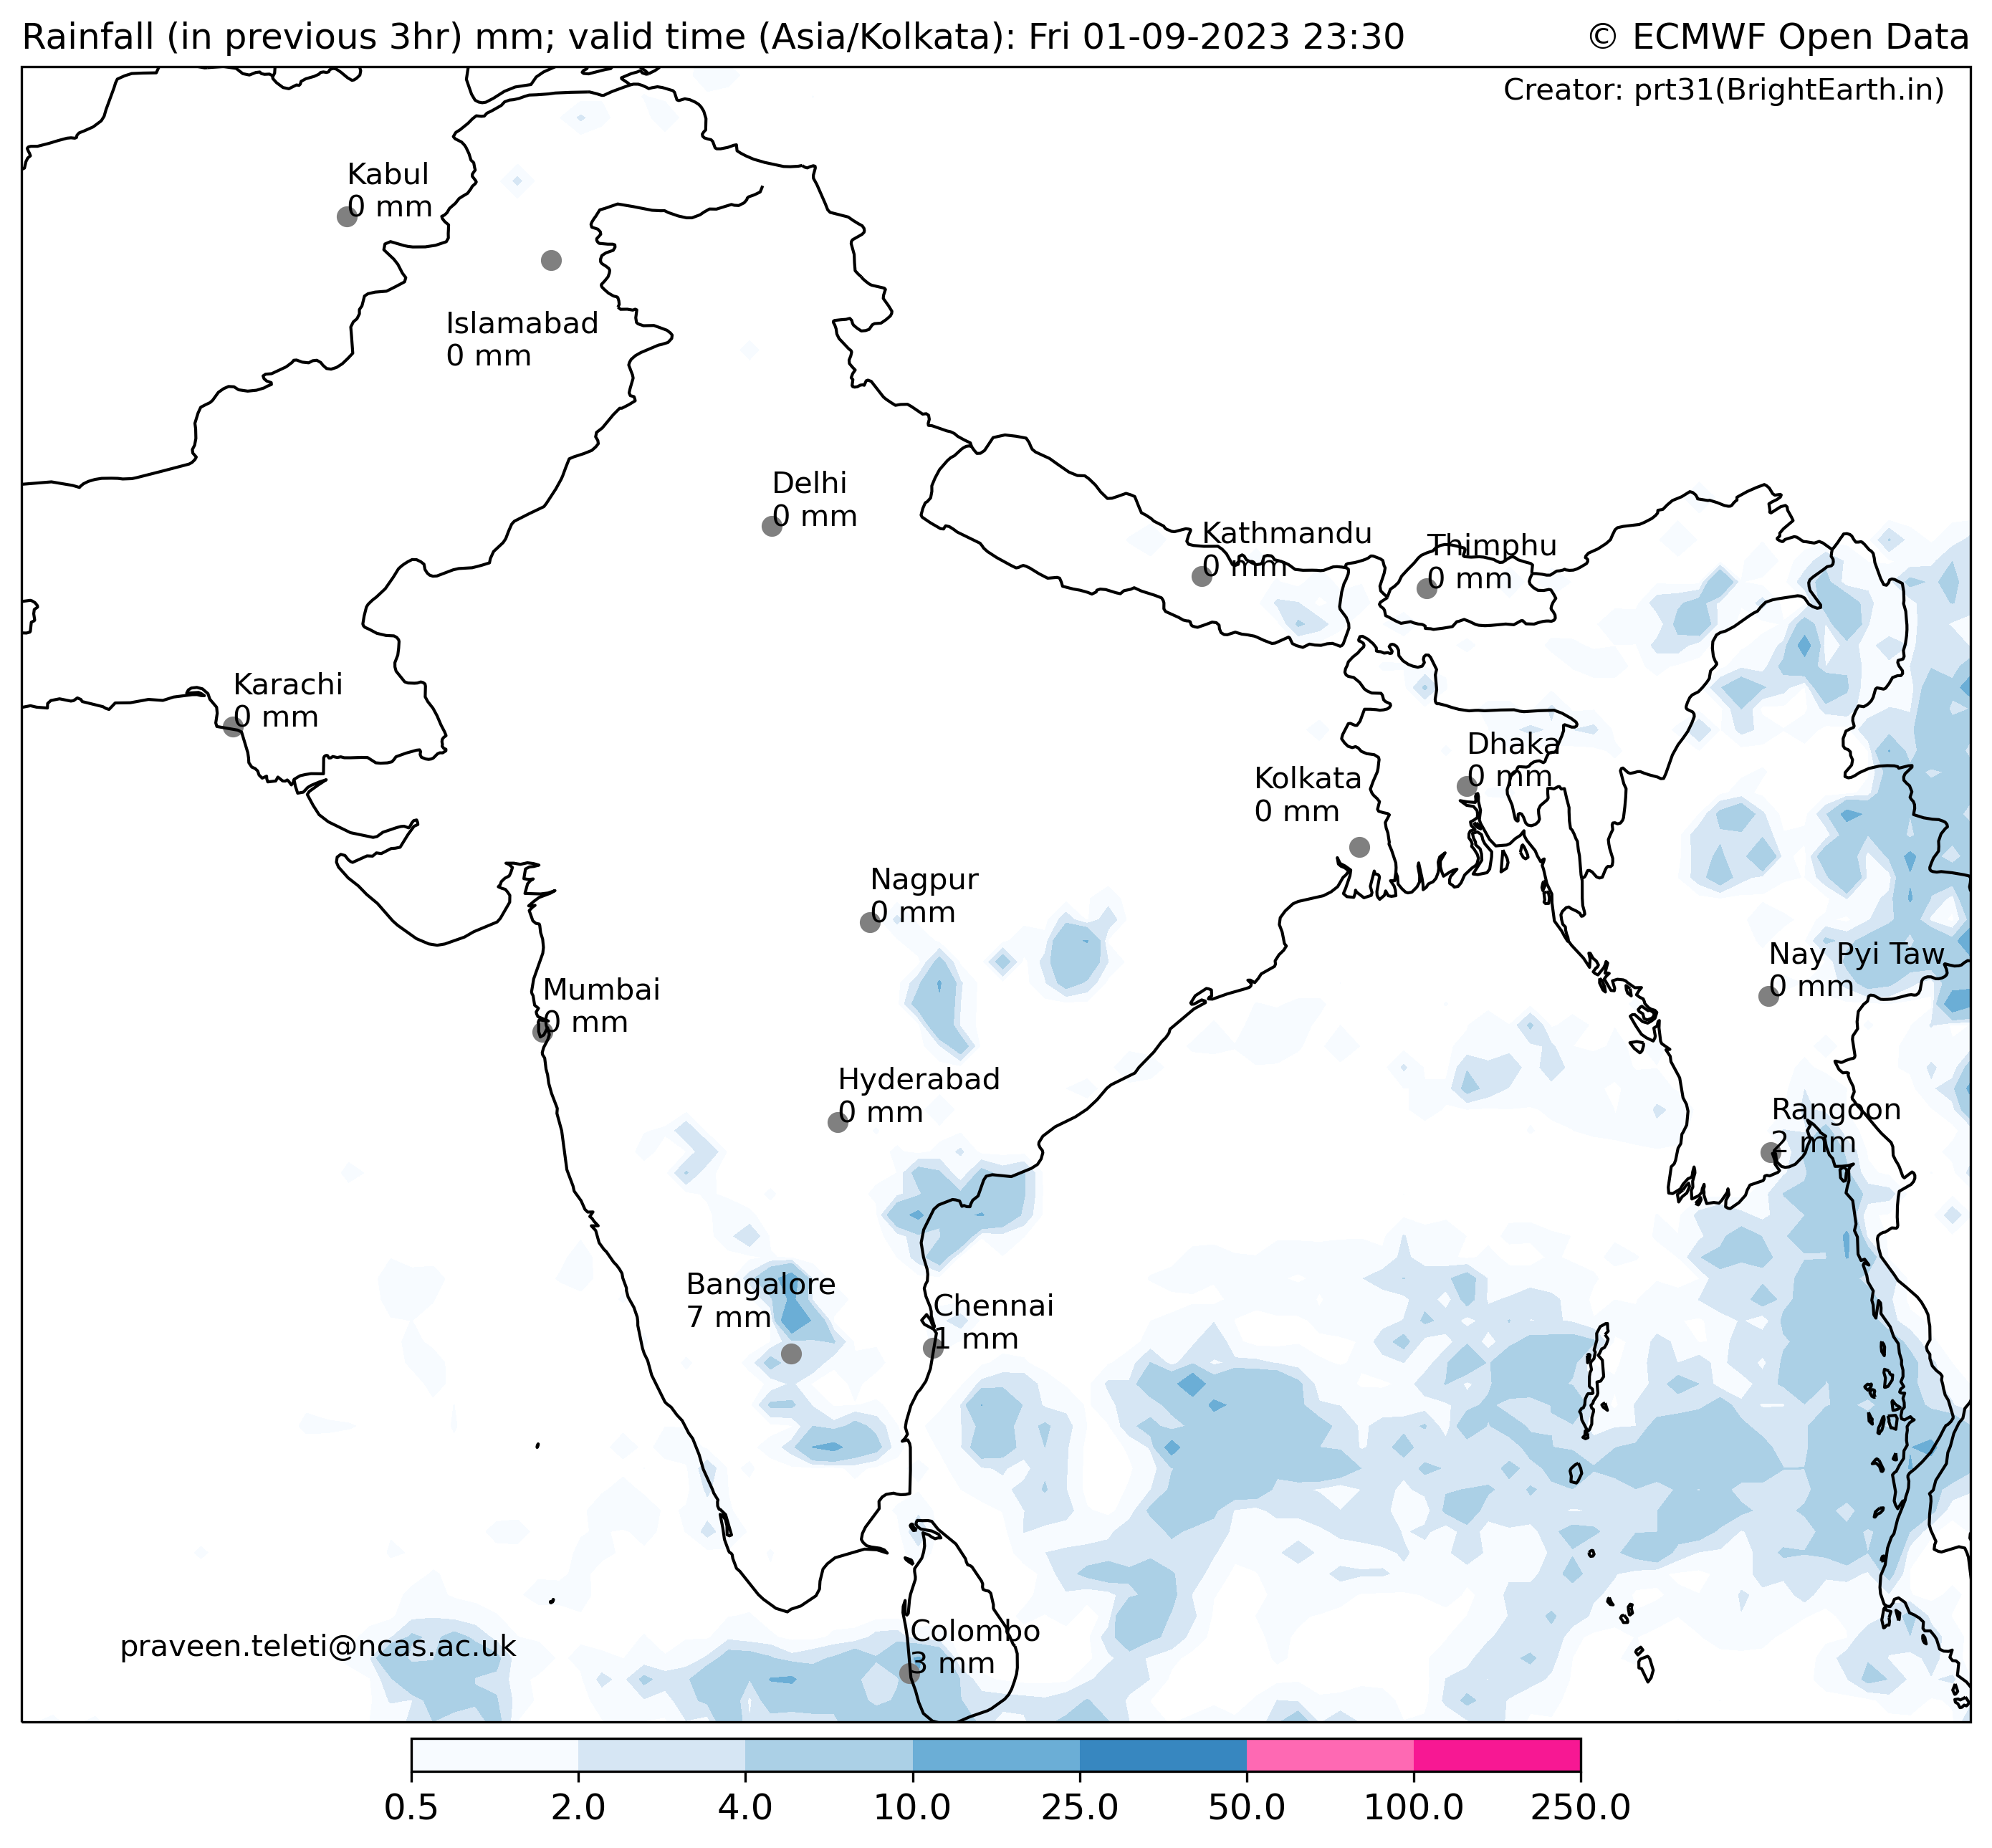 Rainfall (in previous 3hr) mm; valid time (Asia/Kolkata): Fri 01-09-2023 23:30
© ECMWF Open Data
Creator: prt31(BrightEarth.in)
Kabul
0 mm
Islamabad
0 mm
Delhi
0 mm
Kathmandu
0 mm
Thimphu
0 mm
Karachi
0 mm
Dhaka
0 mm
Kolkata
0 mm
Nagpur
0 mm
Nay Pyi Taw
0 mm
Mumbai
0 mm
Hyderabad
0 mm
Rangoon
2 mm
Bangalore
7 mm
Chennai
1 mm
Colombo
3 mm
praveen.teleti@ncas.ac.uk
0.5 2.0 4.0 10.0 25.0 50.0 100.0 250.0